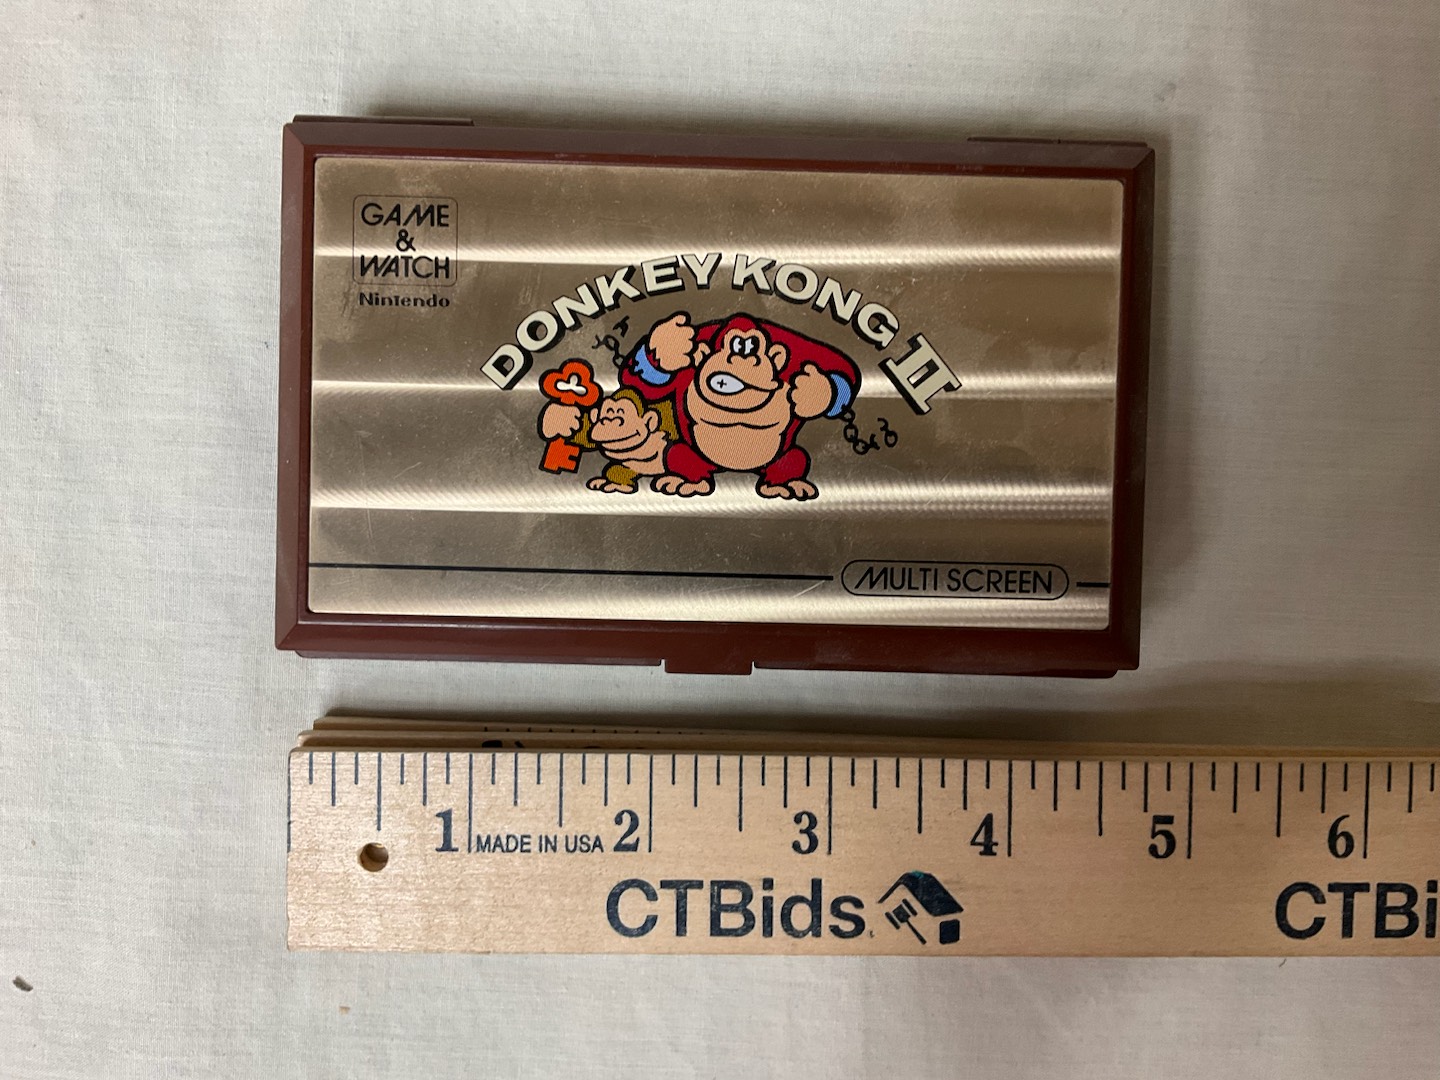 GAME
&
WATCH
Nintendo
DONKEY KONG II
MULTI SCREEN
1 2 3 4 5 6
MADE IN USA
CTBids CTBi